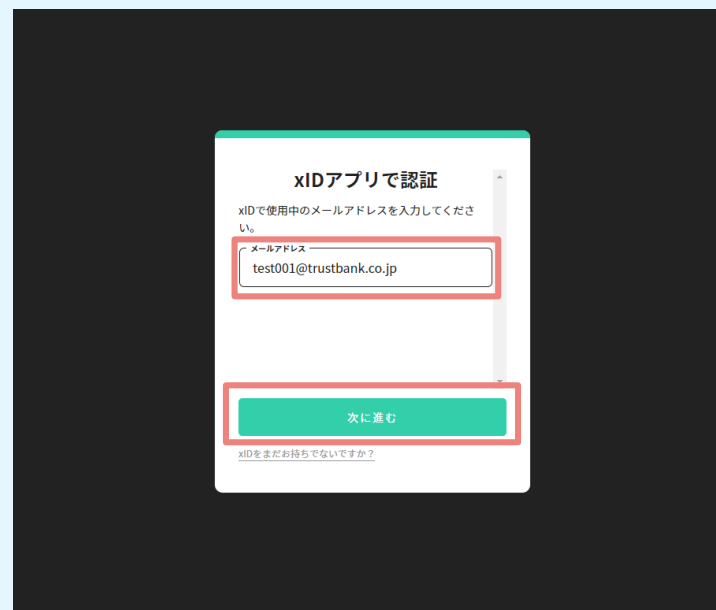 xIDアプリで認証
xIDで使用中のメールアドレスを入力してくださ
い。
メールアドレス
test001@trustbank.co.jp
次に進む
xIDをまだお持ちでないですか？